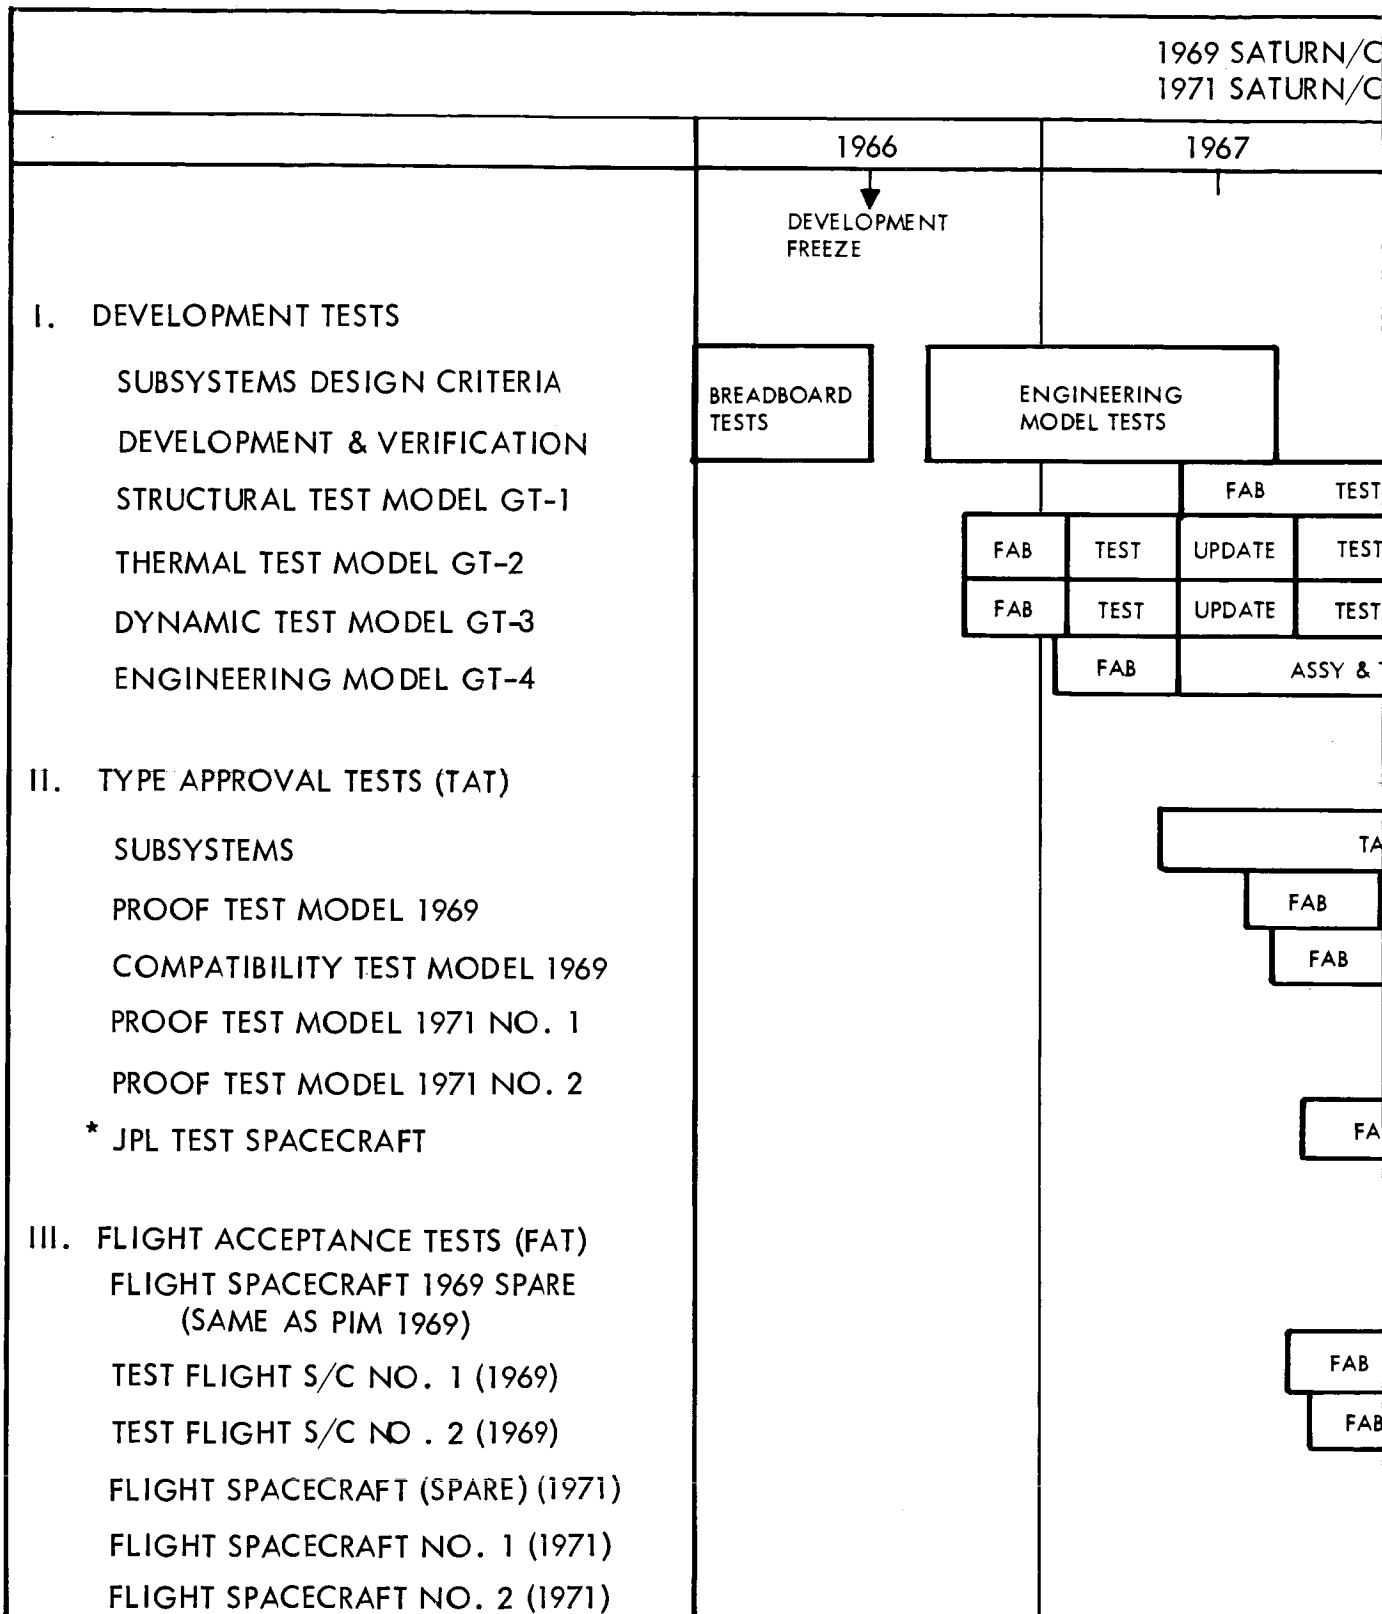 1969 SATURN/C
1971 SATURN/C
1966 1967
DEVELOPMENT
FREEZE
I. DEVELOPMENT TESTS
SUBSYSTEMS DESIGN CRITERIA
DEVELOPMENT & VERIFICATION
BREADBOARD
TESTS
ENGINEERING
MODEL TESTS
STRUCTURAL TEST MODEL GT-1 FAB TEST
THERMAL TEST MODEL GT-2 FAB TEST UPDATE TEST
DYNAMIC TEST MODEL GT-3 FAB TEST UPDATE TEST
ENGINEERING MODEL GT-4 FAB ASSY &
II. TYPE APPROVAL TESTS (TAT)
SUBSYSTEMS TA
PROOF TEST MODEL 1969 FAB
COMPATIBILITY TEST MODEL 1969 FAB
PROOF TEST MODEL 1971 NO. 1
PROOF TEST MODEL 1971 NO. 2
* JPL TEST SPACECRAFT FA
III. FLIGHT ACCEPTANCE TESTS (FAT)
FLIGHT SPACECRAFT 1969 SPARE
(SAME AS PIM 1969)
TEST FLIGHT S/C NO. 1 (1969) FAB
TEST FLIGHT S/C NO . 2 (1969) FAB
FLIGHT SPACECRAFT (SPARE) (1971)
FLIGHT SPACECRAFT NO. 1 (1971)
FLIGHT SPACECRAFT NO. 2 (1971)